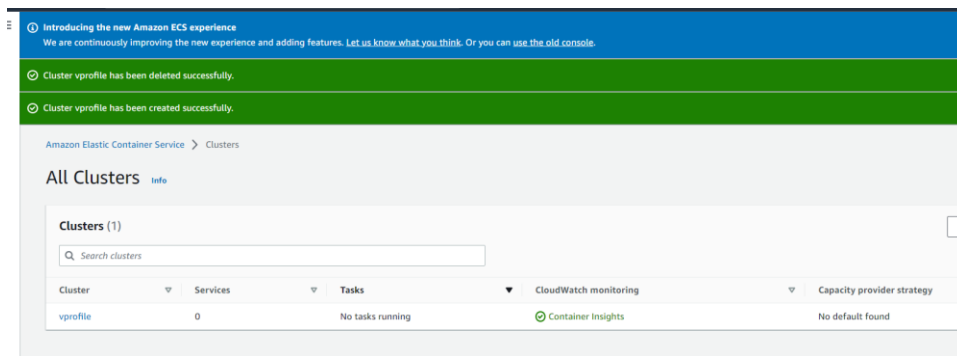 Introducing the new Amazon ECS experience
We are continuously improving the new experience and adding features. Let us know what you think. Or you can use the old console.
Cluster vprofile has been deleted successfully.
Cluster vprofile has been created successfully.
Amazon Elastic Container Service > Clusters
All Clusters Info
Clusters (1)
Search clusters
Cluster Services Tasks CloudWatch monitoring Capacity provider strategy
vprofile 0 No tasks running Container Insights No default found